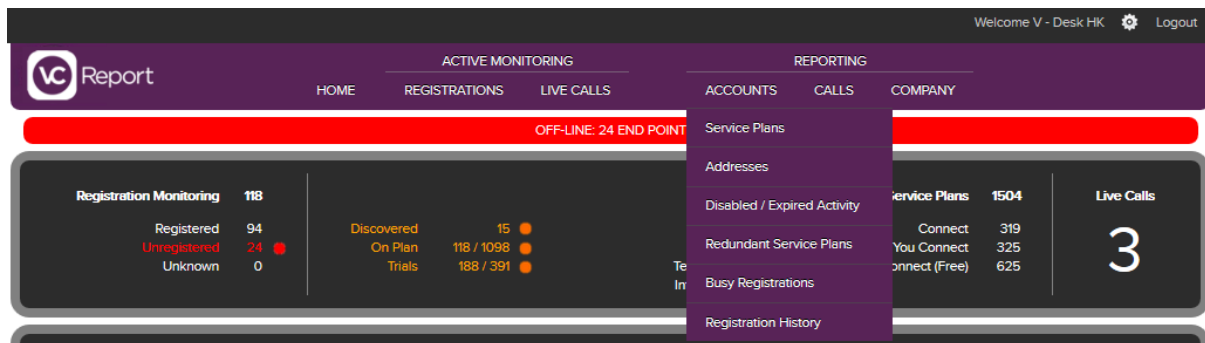 Welcome V - Desk HK Logout
VC Report
ACTIVE MONITORING REPORTING
HOME REGISTRATIONS LIVE CALLS ACCOUNTS CALLS COMPANY
OFF-LINE: 24 END POINT
Service Plans
Addresses
Disabled / Expired Activity
Redundant Service Plans
Busy Registrations
Registration History
Registration Monitoring 118
Registered 94
Unregistered 24
Unknown 0
Discovered 15
On Plan 118 / 1098
Trials 188 / 391
Service Plans 1504
Connect 319
You Connect 325
(Free) 625
Live Calls
3